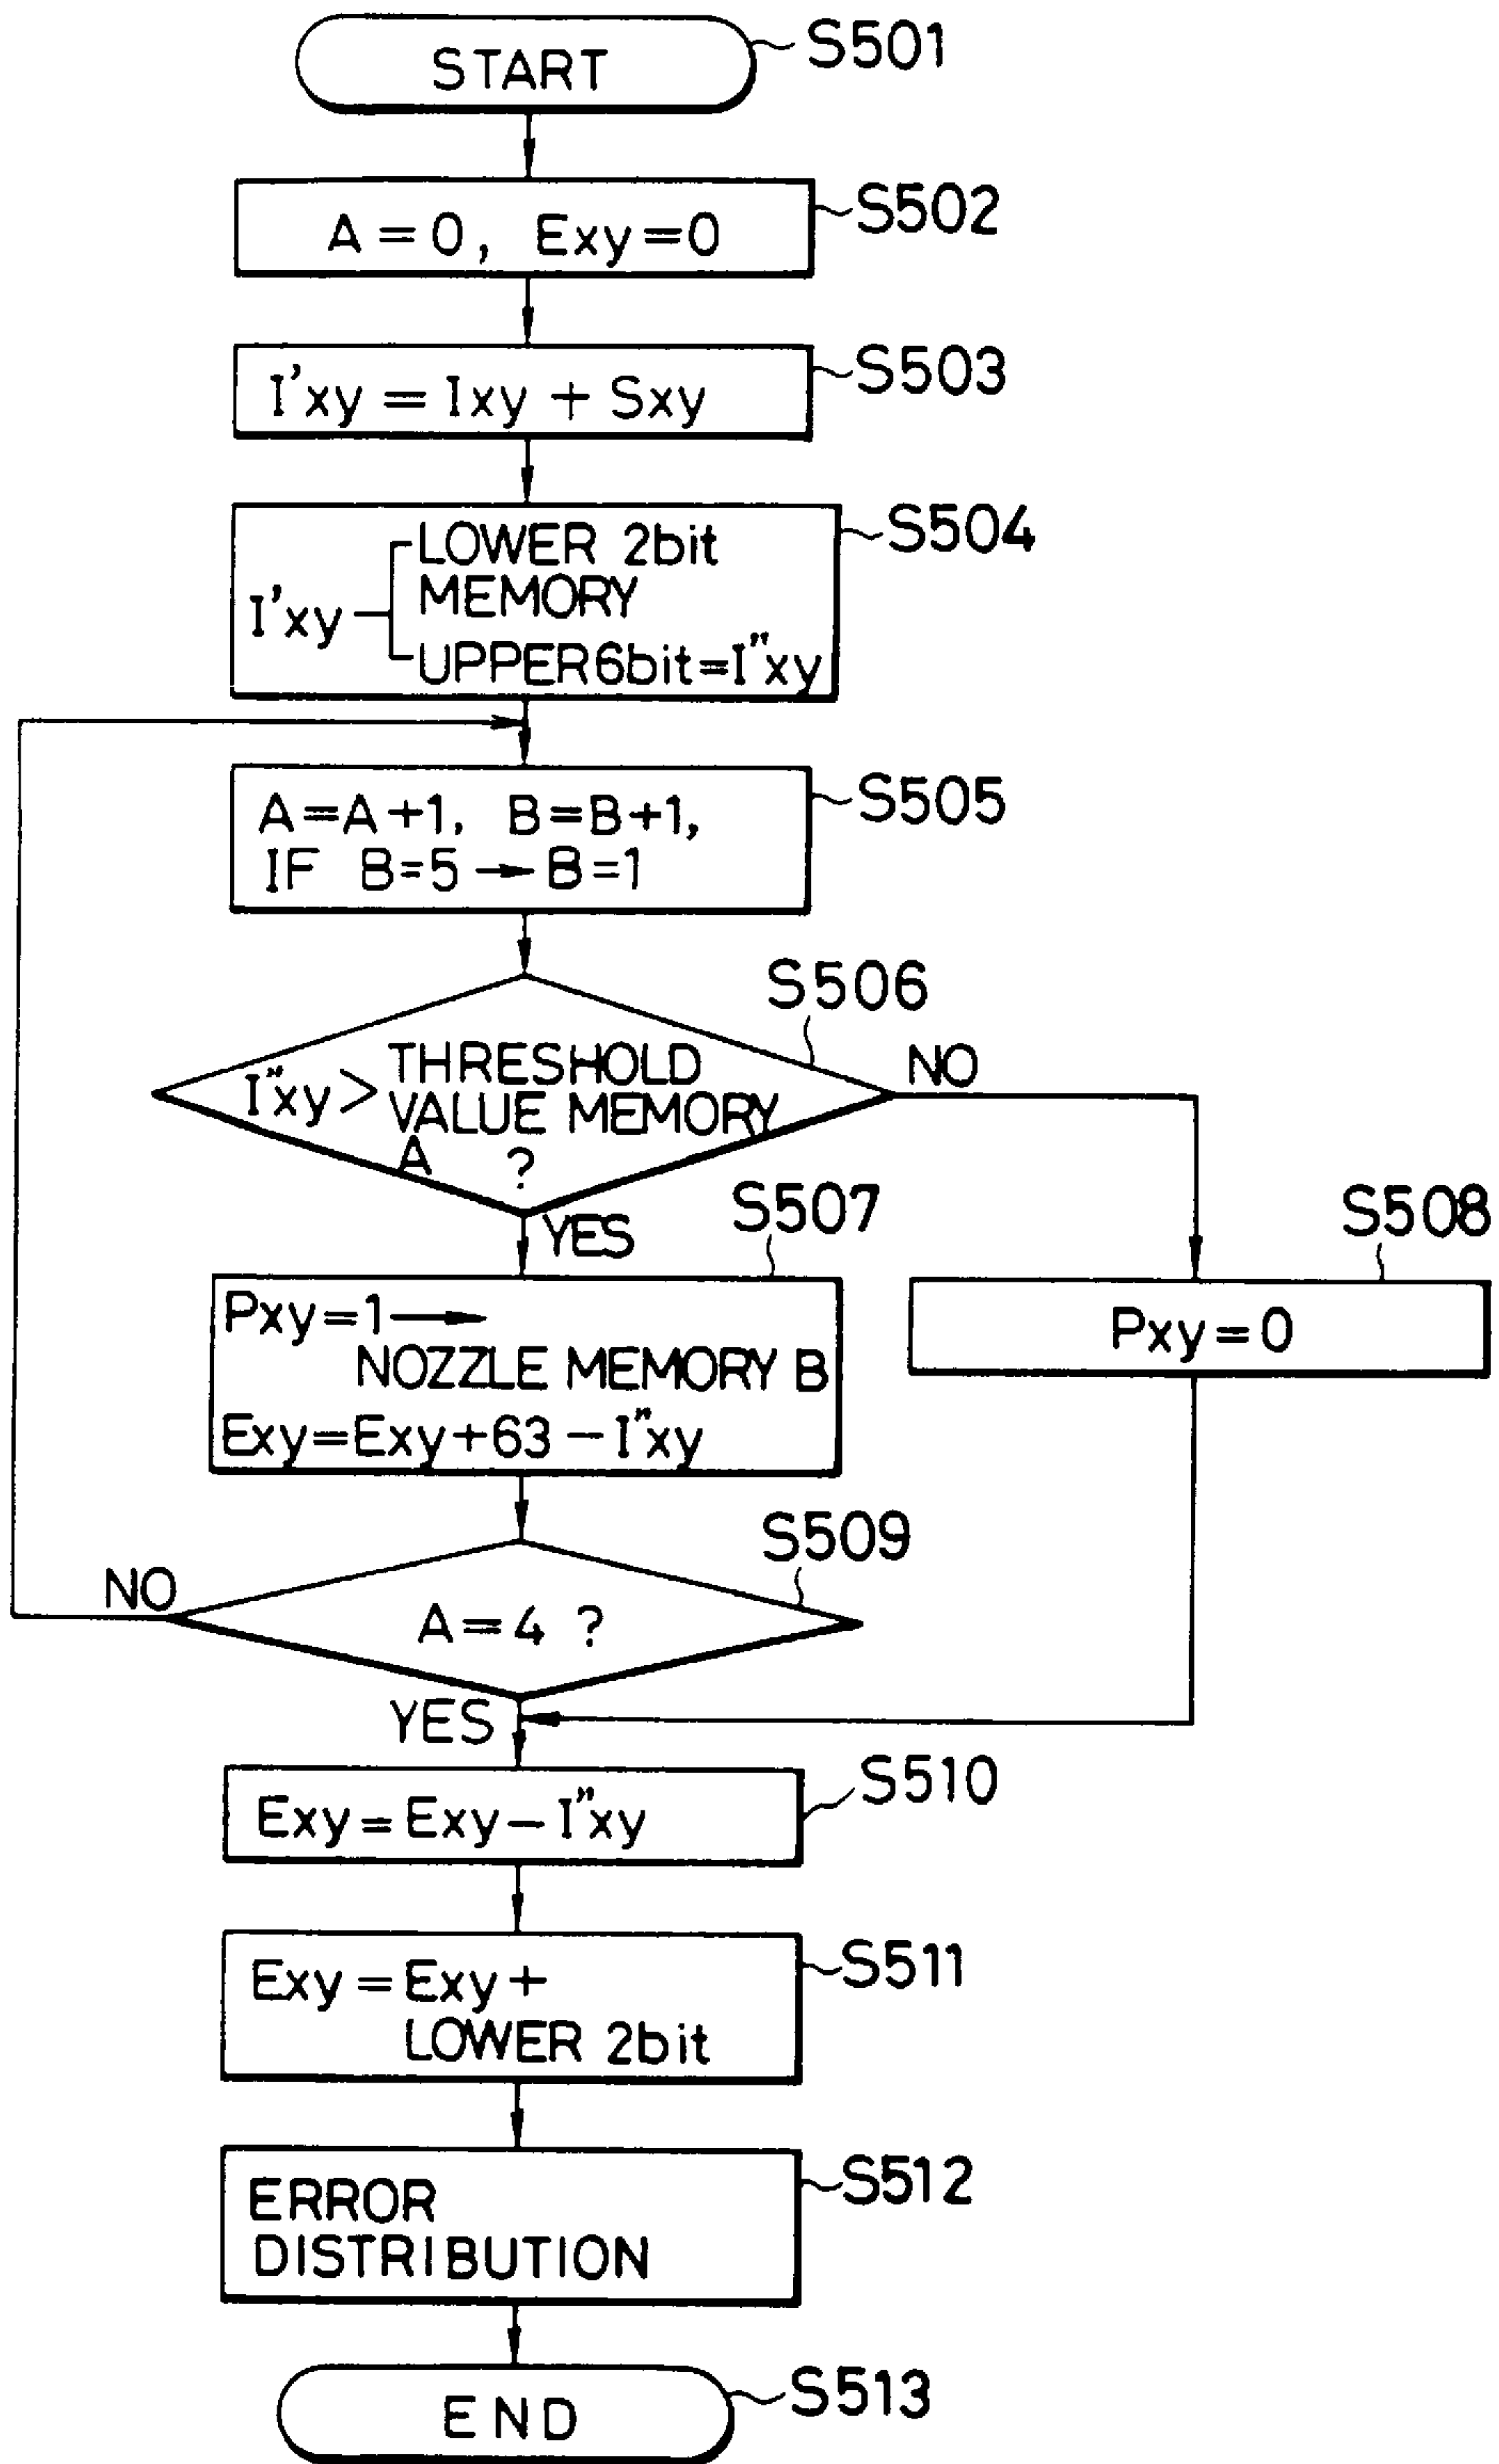 START
S501
A=0, Exy=0
S502
I'xy = Ixy + Sxy
S503
I'xy
LOWER 2bit
MEMORY
UPPER6bit=I"xy
S504
A=A+1, B=B+1,
IF B=5→B=1
S505
S506
I"xy>
THRESHOLD
VALUE MEMORY
A ?
NO
YES
S507
Pxy=1→
NOZZLE MEMORY B
Exy=Exy+63-I"xy
S508
Pxy=0
S509
NO
A=4 ?
YES
S510
Exy=Exy-I"xy
Exy=Exy+
LOWER 2bit
S511
ERROR
DISTRIBUTION
S512
END
S513